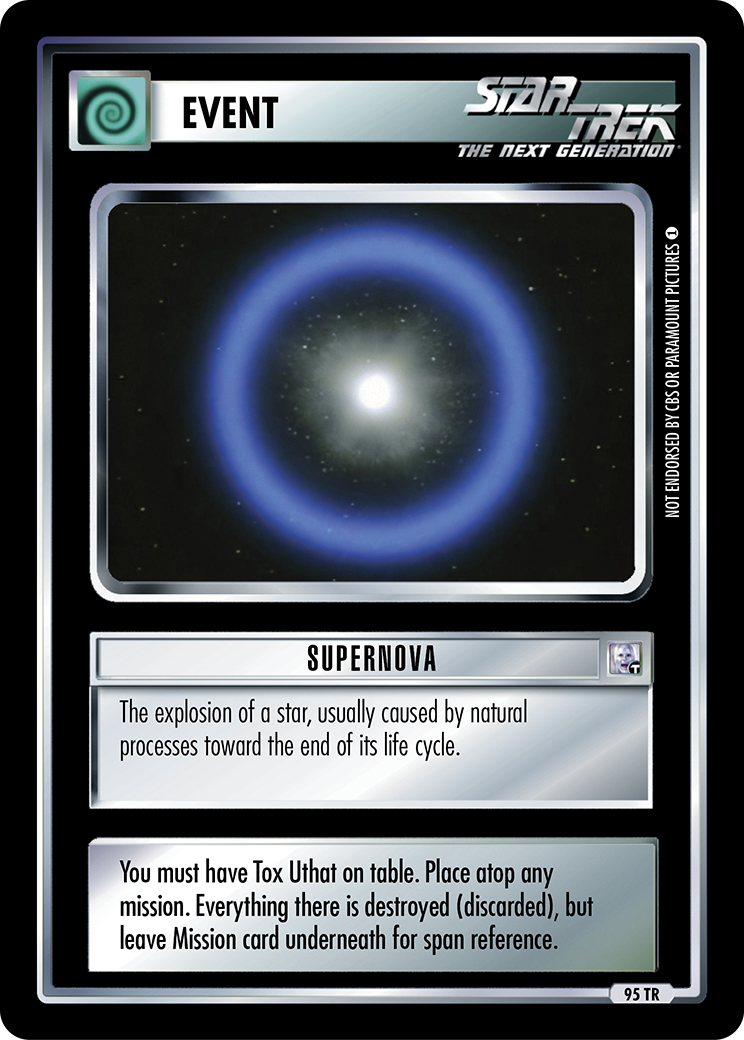 EVENT
STAR TREK
THE NEXT GENERATION
NOT ENDORSED BY CBS OR PARAMOUNT PICTURES 1
SUPERNOVA
T
The explosion of a star, usually caused by natural
processes toward the end of its life cycle.
You must have Tox Uthat on table. Place atop any
mission. Everything there is destroyed (discarded), but
leave Mission card underneath for span reference.
95 TR